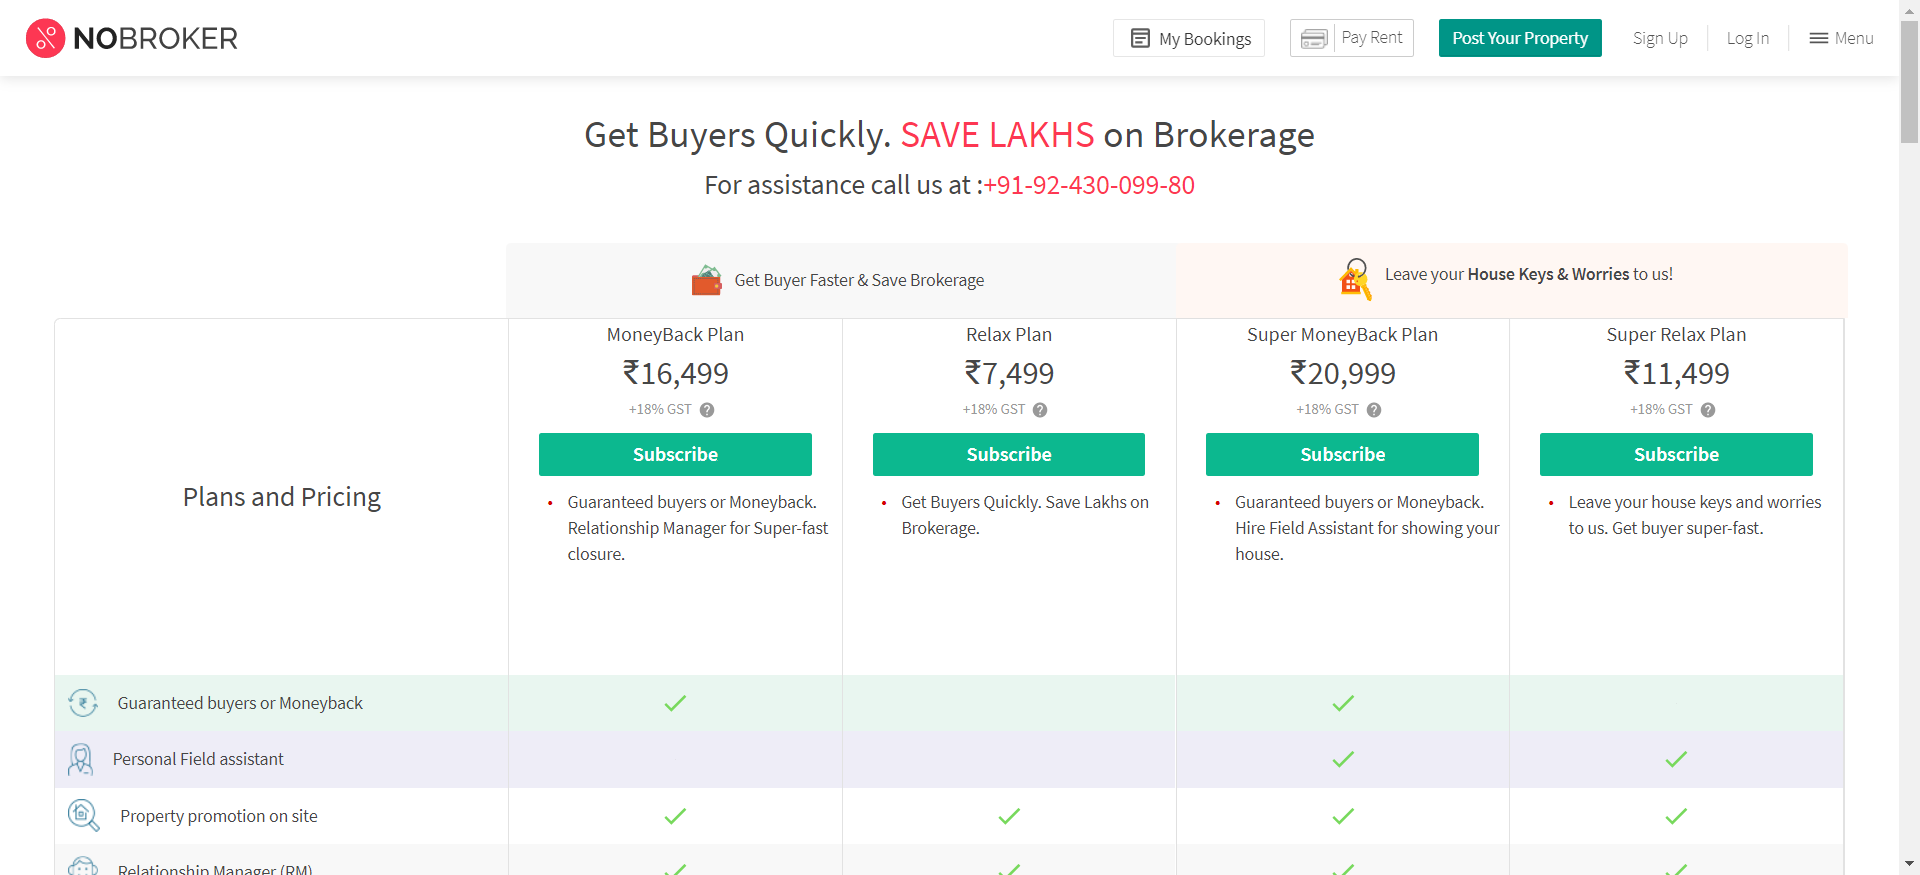 NOBROKER
My Bookings
Pay Rent
Post Your Property
Sign Up
Log In
Menu
Get Buyers Quickly. SAVE LAKHS on Brokerage
For assistance call us at :+91-92-430-099-80
Get Buyer Faster & Save Brokerage
Leave your House Keys & Worries to us!
Plans and Pricing
MoneyBack Plan
₹16,499
+18% GST ?
Subscribe
Guaranteed buyers or Moneyback.
Relationship Manager for Super-fast
closure.
Relax Plan
₹7,499
+18% GST ?
Subscribe
Get Buyers Quickly. Save Lakhs on
Brokerage.
Super MoneyBack Plan
₹20,999
+18% GST ?
Subscribe
Guaranteed buyers or Moneyback.
Hire Field Assistant for showing your
house.
Super Relax Plan
₹11,499
+18% GST ?
Subscribe
Leave your house keys and worries
to us. Get buyer super-fast.
Guaranteed buyers or Moneyback
Personal Field assistant
Property promotion on site
Relationship Manager (RM)